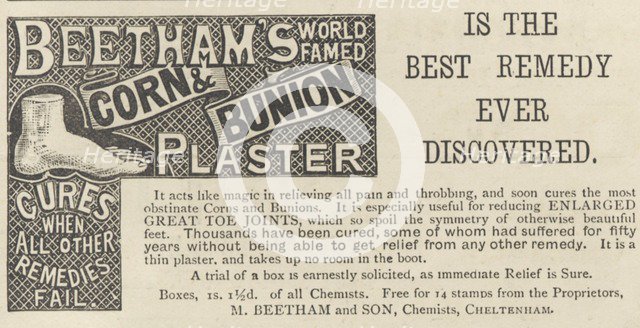 BEETHAM'S WORLD FAMED
CORN & BUNION
PLASTER
CURES
WHEN
ALL OTHER
REMEDIES
FAIL.
IS THE
BEST REMEDY
EVER
DISCOVERED.
It acts like magic in relieving all pain and throbbing, and soon cures the most
obstinate Corns and Bunions. It is especially useful for reducing ENLARGED
GREAT TOE JOINTS, which so spoil the symmetry of otherwise beautiful
feet. Thousands have been cured, some of whom had suffered for fifty
years without being able to get relief from any other remedy. It is a
thin plaster, and takes up no room in the boot.
A trial of a box is earnestly solicited, as immediate Relief is Sure.
Boxes, 1s. 1½d. of all Chemists. Free for 14 stamps from the Proprietors,
M. BEETHAM and SON, Chemists, CHELTENHAM.
Heritage
Heritage
Heritage